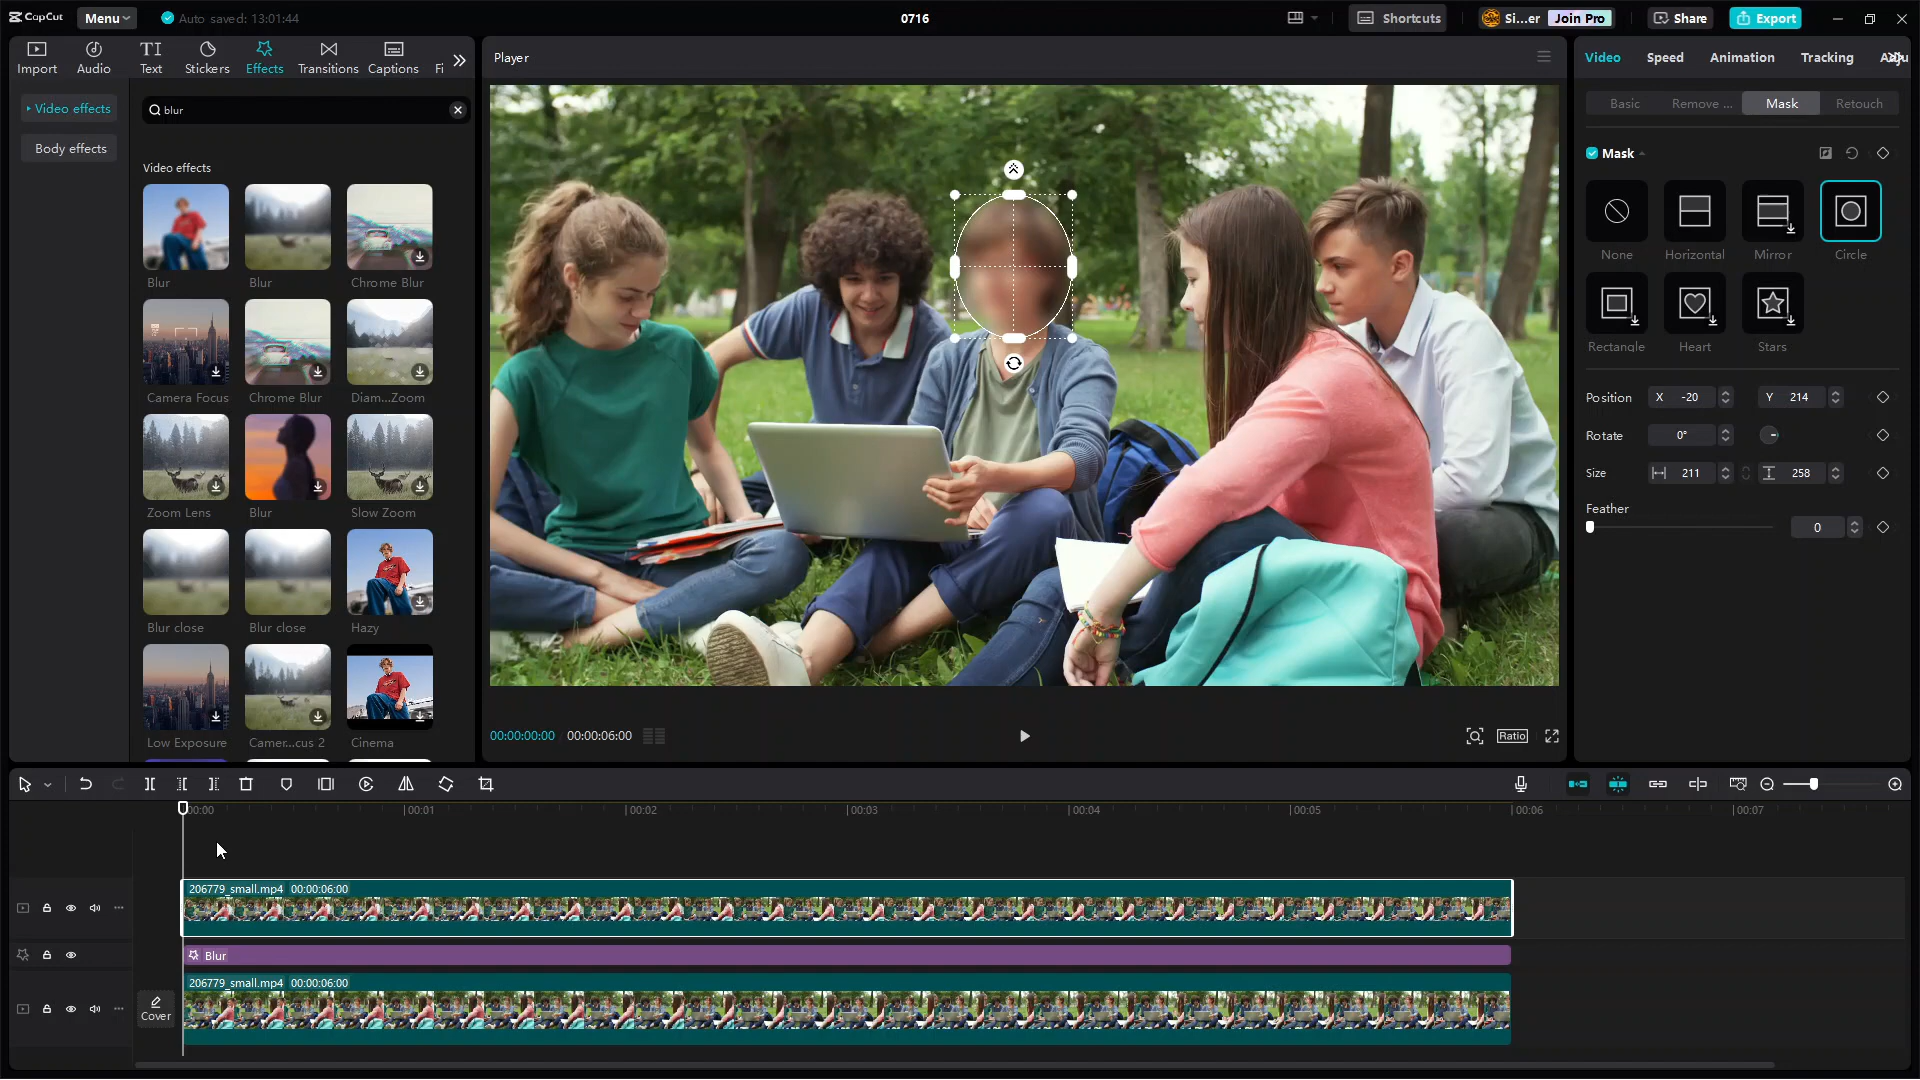 CapCut
Menu
Auto saved: 13:01:44
0716
Shortcuts
Si...er
Join Pro
Share
Export
Import
Audio
TI
Text
Stickers
Effects
Transitions
Captions
Fi
Video effects
Body effects
blur
Video effects
Blur
Blur
Chrome Blur
Camera Focus
Chrome Blur
Diam...Zoom
Zoom Lens
Blur
Slow Zoom
Blur close
Blur close
Hazy
Low Exposure
Camer...cus 2
Cinema
Player
00:00:00:00
00:00:06:00
Ratio
Video
Speed
Animation
Tracking
Adju
Basic
Remove ...
Mask
Retouch
Mask
None
Horizontal
Mirror
Circle
Rectangle
Heart
Stars
Position X -20 Y 214
Rotate 0°
Size 211 258
Feather
0
00:00
00:01
00:02
00:03
00:04
00:05
00:06
00:07
206779_small.mp4 00:00:06:00
Blur
206779_small.mp4 00:00:06:00
Cover